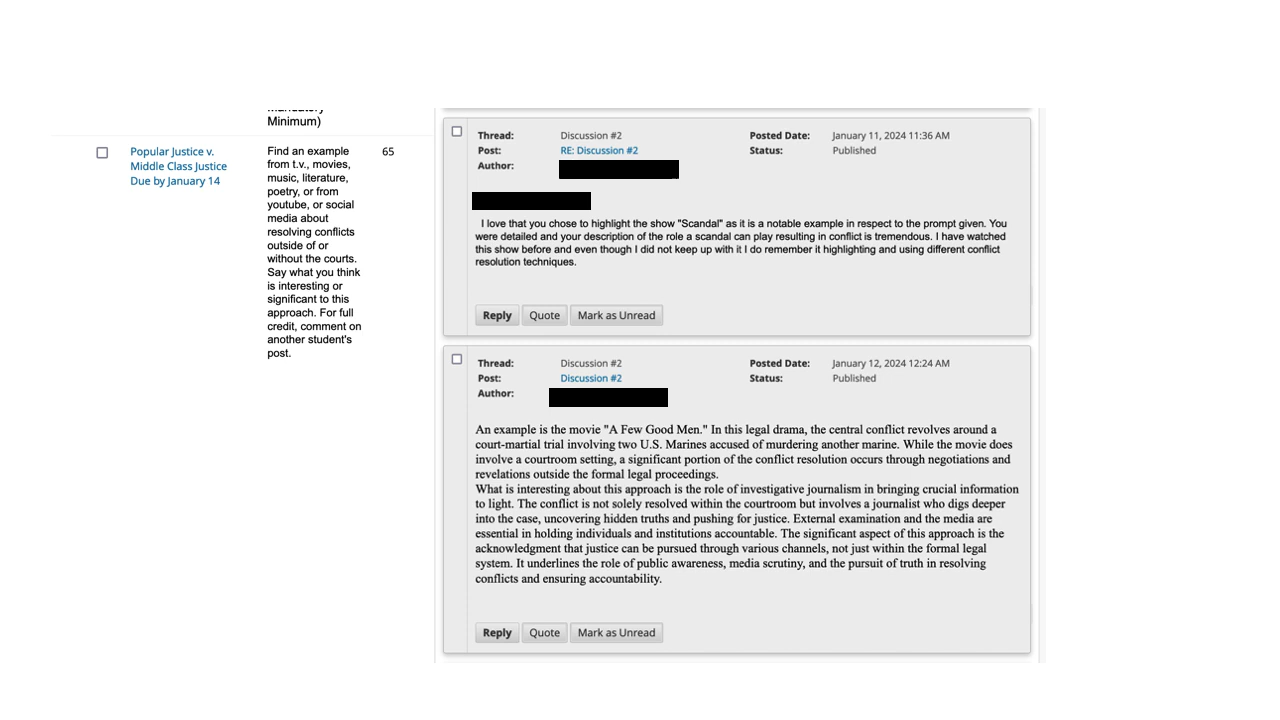 Minimum)
Popular Justice v.
Middle Class Justice
Due by January 14
Find an example
from t.v., movies,
music, literature,
poetry, or from
youtube, or social
media about
resolving conflicts
outside of or
without the courts.
Say what you think
is interesting or
significant to this
approach. For full
credit, comment on
another student's
post.
65
Thread: Discussion #2 Posted Date: January 11, 2024 11:36 AM
Post: RE: Discussion #2 Status: Published
Author:
I love that you chose to highlight the show "Scandal" as it is a notable example in respect to the prompt given. You
were detailed and your description of the role a scandal can play resulting in conflict is tremendous. I have watched
this show before and even though I did not keep up with it I do remember it highlighting and using different conflict
resolution techniques.
Reply Quote Mark as Unread
Thread: Discussion #2 Posted Date: January 12, 2024 12:24 AM
Post: Discussion #2 Status: Published
Author:
An example is the movie "A Few Good Men." In this legal drama, the central conflict revolves around a
court-martial trial involving two U.S. Marines accused of murdering another marine. While the movie does
involve a courtroom setting, a significant portion of the conflict resolution occurs through negotiations and
revelations outside the formal legal proceedings.
What is interesting about this approach is the role of investigative journalism in bringing crucial information
to light. The conflict is not solely resolved within the courtroom but involves a journalist who digs deeper
into the case, uncovering hidden truths and pushing for justice. External examination and the media are
essential in holding individuals and institutions accountable. The significant aspect of this approach is the
acknowledgment that justice can be pursued through various channels, not just within the formal legal
system. It underlines the role of public awareness, media scrutiny, and the pursuit of truth in resolving
conflicts and ensuring accountability.
Reply Quote Mark as Unread